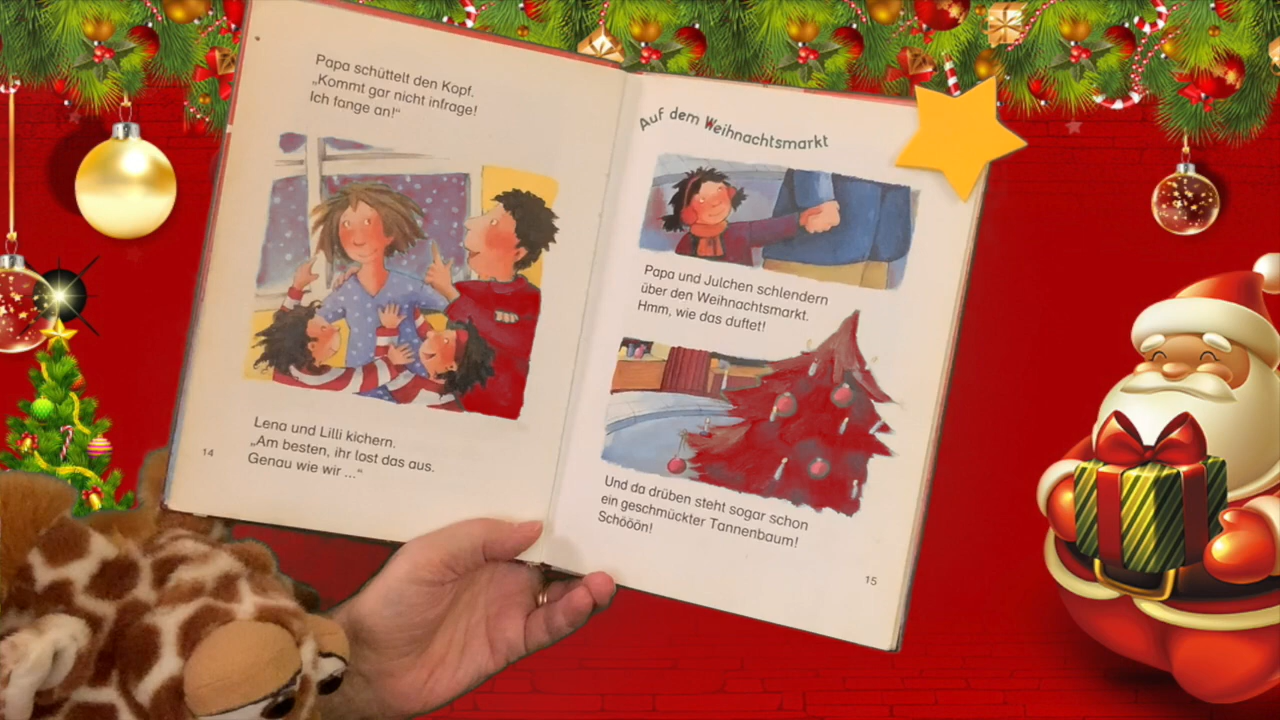 Papa schüttelt den Kopf.
„Kommt gar nicht infrage!
Ich fange an!“
Lena und Lilli kichern.
„Am besten, ihr lost das aus.
Genau wie wir ...“
14
Auf dem Weihnachtsmarkt
Papa und Julchen schlendern
über den Weihnachtsmarkt.
Hmm, wie das duftet!
Und da drüben steht sogar schon
ein geschmückter Tannenbaum!
Schööön!
15